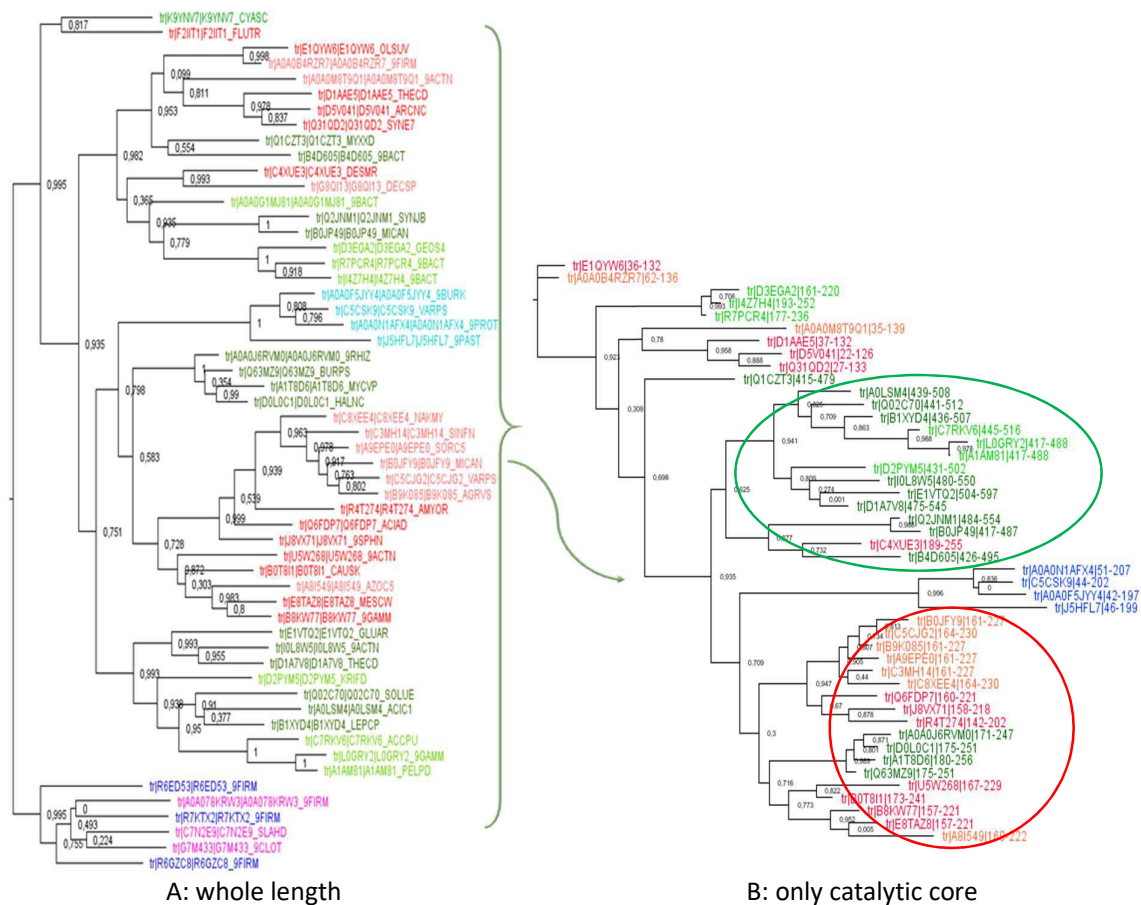 tr|K9YNV7|K9YNV7_CYASC
0,817
tr|F2IIT1|F2IIT1_FLUTR
tr|E1QYW6|E1QYW6_OLSUV
0,998
tr|A0A0B4RZR7|A0A0B4RZR7_9FIRM
0,099
tr|A0A0M8T9Q1|A0A0M8T9Q1_9ACTN
0,811
tr|D1AAE5|D1AAE5_THECD
0,978
tr|D5V041|D5V041_ARCNC
0,953
0,837
tr|Q31QD2|Q31QD2_SYNE7
tr|Q1CZT3|Q1CZT3_MYXXD
0,554
0,982
tr|B4D605|B4D605_9BACT
tr|C4XUE3|C4XUE3_DESMR
0,993
0,995
tr|G8QI13|G8QI13_DECSP
0,365
tr|A0A0G1MJ81|A0A0G1MJ81_9BACT
tr|Q2JNM1|Q2JNM1_SYNJB
0,935
1
tr|B0JP49|B0JP49_MICAN
0,779
tr|D3EGA2|D3EGA2_GEOS4
1
tr|R7PCR4|R7PCR4_9BACT
0,918
tr|I4Z7H4|I4Z7H4_9BACT
tr|A0A0F5JYY4|A0A0F5JYY4_9BURK
0,808
tr|C5CSK9|C5CSK9_VARPS
0,796
1
tr|A0A0N1AFX4|A0A0N1AFX4_9PROT
0,935
tr|J5HFL7|J5HFL7_9PAST
tr|A0A0J6RVM0|A0A0J6RVM0_9RHIZ
1
tr|Q63MZ9|Q63MZ9_BURPS
0,798
0,354
tr|A1T8D6|A1T8D6_MYCVP
0,99
tr|D0L0C1|D0L0C1_HALNC
tr|C8XEE4|C8XEE4_NAKMY
0,963
tr|C3MH14|C3MH14_SINFN
0,978
tr|A9EPE0|A9EPE0_SORC5
0,583
0,917
tr|B0JFY9|B0JFY9_MICAN
0,939
0,763
tr|C5CJG2|C5CJG2_VARPS
0,802
tr|B9K085|B9K085_AGRVS
0,539
tr|R4T274|R4T274_AMYOR
0,999
tr|Q6FDP7|Q6FDP7_ACIAD
0,751
tr|J8VX71|J8VX71_9SPHN
0,728
tr|U5W268|U5W268_9ACTN
0,872
tr|B0T8I1|B0T8I1_CAUSK
0,303
tr|A8I549|A8I549_AZOC5
0,983
tr|E8TAZ8|E8TAZ8_MESCW
0,8
tr|B8KW77|B8KW77_9GAMM
tr|E1VTQ2|E1VTQ2_GLUAR
0,993
tr|I0L8W5|I0L8W5_9ACTN
0,955
tr|D1A7V8|D1A7V8_THECD
0,993
tr|D2PYM5|D2PYM5_KRIFD
tr|Q02C70|Q02C70_SOLUE
0,91
0,938
tr|A0LSM4|A0LSM4_ACIC1
0,377
0,95
tr|B1XYD4|B1XYD4_LEPCP
tr|C7RKV6|C7RKV6_ACCPU
1
tr|L0GRY2|L0GRY2_9GAMM
1
tr|A1AM81|A1AM81_PELPD
tr|R6ED53|R6ED53_9FIRM
0,995
tr|A0A078KRW3|A0A078KRW3_9FIRM
0
tr|R7KTX2|R7KTX2_9FIRM
0,493
tr|C7N2E9|C7N2E9_SLAHD
0,755
0,224
tr|G7M433|G7M433_9CLOT
tr|R6GZC8|R6GZC8_9FIRM
A: whole length
tr|E1QYW6|36-132
tr|A0A0B4RZR7|62-136
tr|D3EGA2|161-220
0,708
tr|I4Z7H4|193-252
0,993
tr|R7PCR4|177-236
tr|A0A0M8T9Q1|35-139
0,78
0,923
tr|D1AAE5|37-132
0,958
tr|D5V041|22-126
0,888
tr|Q31QD2|27-133
0,309
tr|Q1CZT3|415-479
tr|A0LSM4|439-508
0,825
tr|Q02C70|441-512
0,709
tr|B1XYD4|436-507
0,863
tr|C7RKV6|445-516
0,941
0,988
tr|L0GRY2|417-488
0,978
tr|A1AM81|417-488
tr|D2PYM5|431-502
0,698
0,809
tr|I0L8W5|480-550
0,625
0,274
tr|E1VTQ2|504-597
0,001
tr|D1A7V8|475-545
tr|Q2JNM1|484-554
0,988
tr|B0JP49|417-487
0,877
tr|C4XUE3|189-255
0,732
tr|B4D605|426-495
0,935
tr|A0A0N1AFX4|51-207
0,836
tr|C5CSK9|44-202
0
0,996
tr|A0A0F5JYY4|42-197
tr|J5HFL7|46-199
tr|B0JFY9|161-227
tr|C5CJG2|164-230
tr|B9K085|161-227
tr|A9EPE0|161-227
0,905
0,709
tr|C3MH14|161-227
0,947
0,44
tr|C8XEE4|164-230
tr|Q6FDP7|160-221
0,67
tr|J8VX71|158-218
0,878
tr|R4T274|142-202
0,3
tr|A0A0J6RVM0|171-247
0,871
tr|D0L0C1|175-251
0,801
tr|A1T8D6|180-256
tr|Q63MZ9|175-251
0,716
tr|U5W268|167-229
0,822
tr|B0T8I1|173-241
0,773
tr|B8KW77|157-221
0,952
tr|E8TAZ8|157-221
0,005
tr|A8I549|160-222
B: only catalytic core